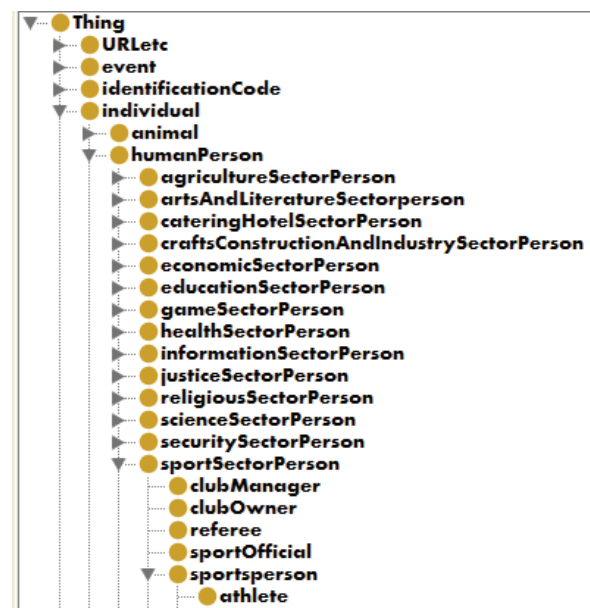 Thing
URLetc
event
identificationCode
individual
animal
humanPerson
agricultureSectorPerson
artsAndLiteratureSectorperson
cateringHotelSectorPerson
craftsConstructionAndIndustrySectorPerson
economicSectorPerson
educationSectorPerson
gameSectorPerson
healthSectorPerson
informationSectorPerson
justiceSectorPerson
religiousSectorPerson
scienceSectorPerson
securitySectorPerson
sportSectorPerson
clubManager
clubOwner
referee
sportOfficial
sportsperson
athlete